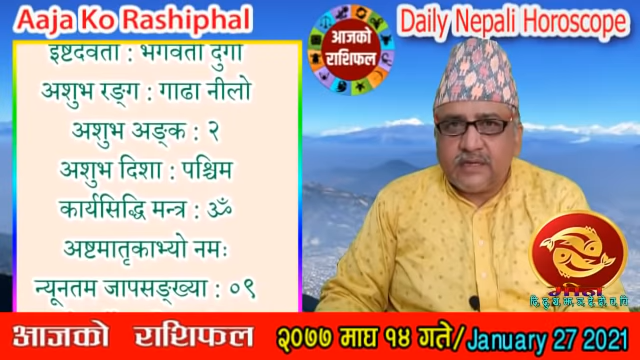 Aaja Ko Rashiphal
Daily Nepali Horoscope
आजको
राशिफल
इष्टदेवता : भगवती दुर्गा
अशुभ रङ्ग : गाढा नीलो
अशुभ अङ्क : २
अशुभ दिशा : पश्चिम
कार्यसिद्धि मन्त्र : ॐ
अष्टमातृकाभ्यो नमः
न्यूनतम जापसङ्ख्या : ०९
मीन
आजको राशिफल
२०७७ माघ १४ गते/January 27 2021